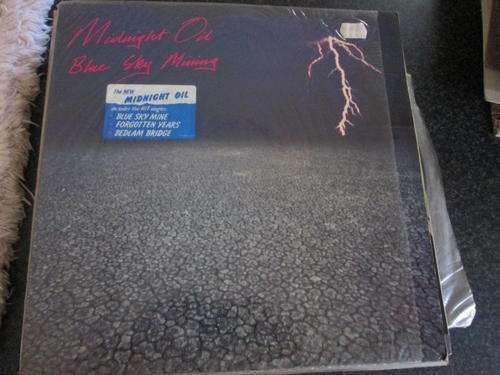 Midnight Oil
Blue Sky Mining
The NEW
MIDNIGHT OIL
includes the HIT singles
BLUE SKY MINE
FORGOTTEN YEARS
BEDLAM BRIDGE